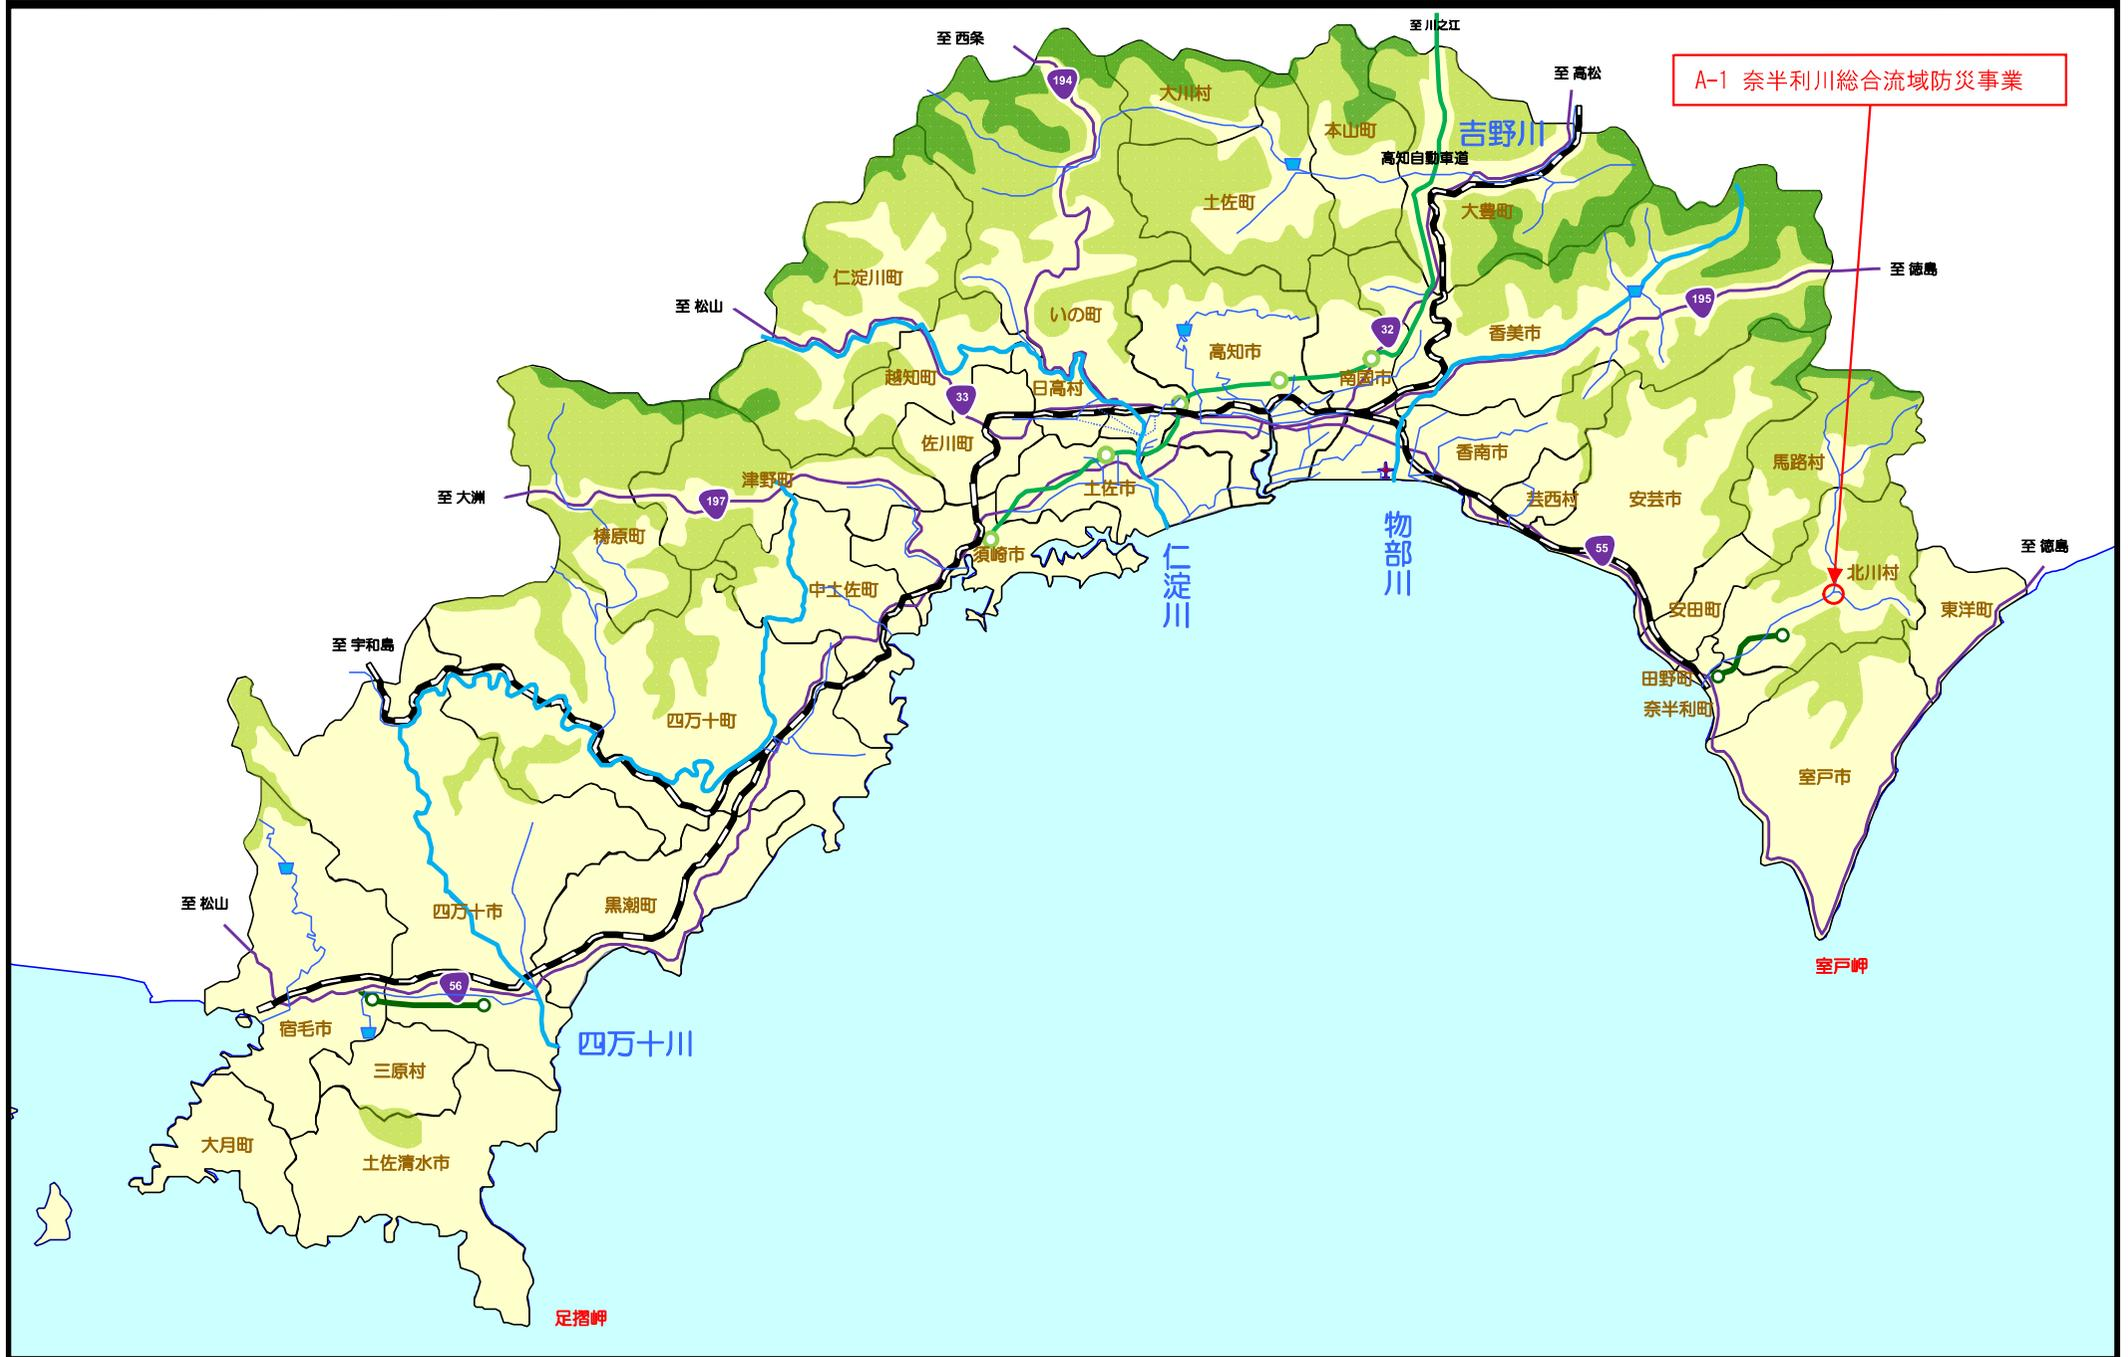 至 川之江
至 西条
194
至 高松
A-1 奈半利川総合流域防災事業
大川村
本山町
吉野川
高知自動車道
土佐町
大豊町
仁淀川町
至 徳島
195
至 松山
いの町
32
香美市
高知市
越知町
日高村
南国市
33
佐川町
香南市
馬路村
津野町
土佐市
至 大洲
197
芸西村
安芸市
梼原町
須崎市
仁淀川
物部川
55
至 徳島
中土佐町
北川村
安田町
東洋町
至 宇和島
田野町
奈半利町
四万十町
室戸市
至 松山
四万十市
黒潮町
室戸岬
56
宿毛市
四万十川
三原村
大月町
土佐清水市
足摺岬